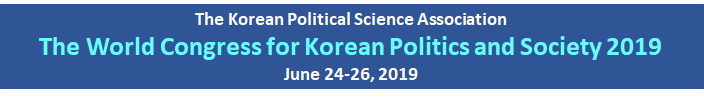 The Korean Political Science Association
The World Congress for Korean Politics and Society 2019
June 24-26, 2019